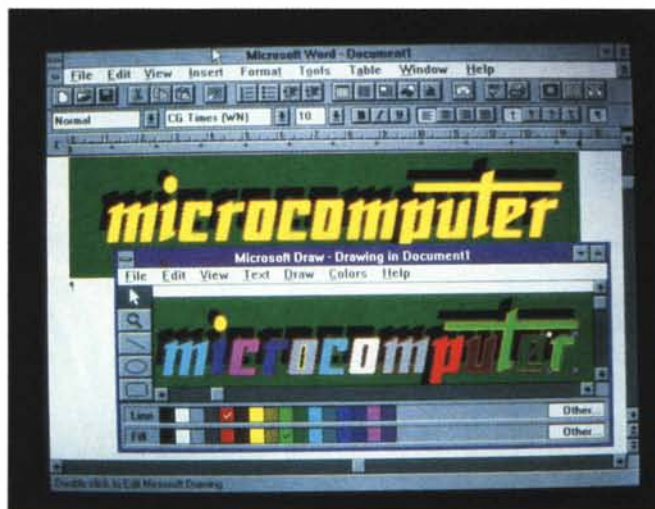 Microsoft Word - Document1
File Edit View Insert Format Tools Table Window Help
Normal CG Times (WN) 10 B I U
microcomputer
Microsoft Draw - Drawing in Document1
File Edit View Text Draw Colors Help
microcomputer
Line Other...
Fill Other...
Double-click to Edit Microsoft Drawing